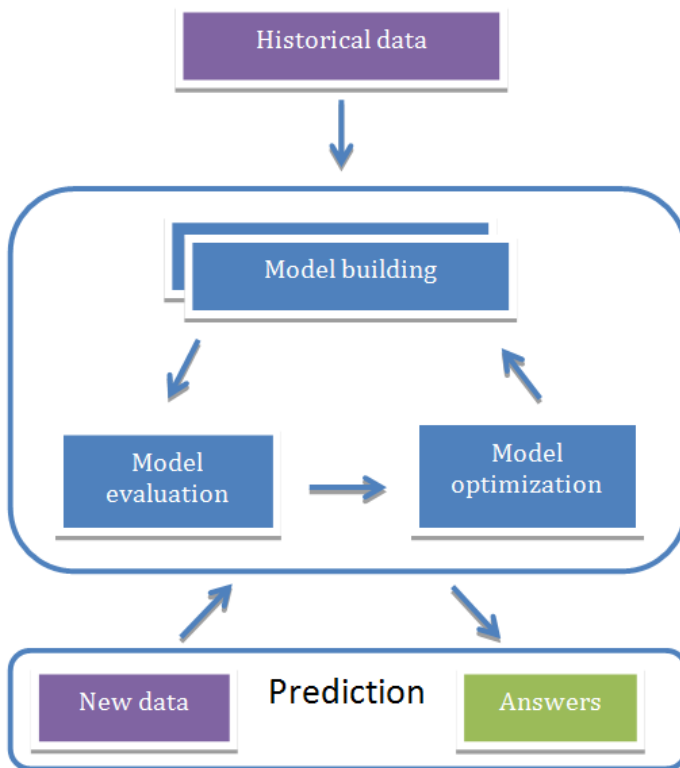 Historical data
Model building
Model
evaluation
Model
optimization
New data
Prediction
Answers